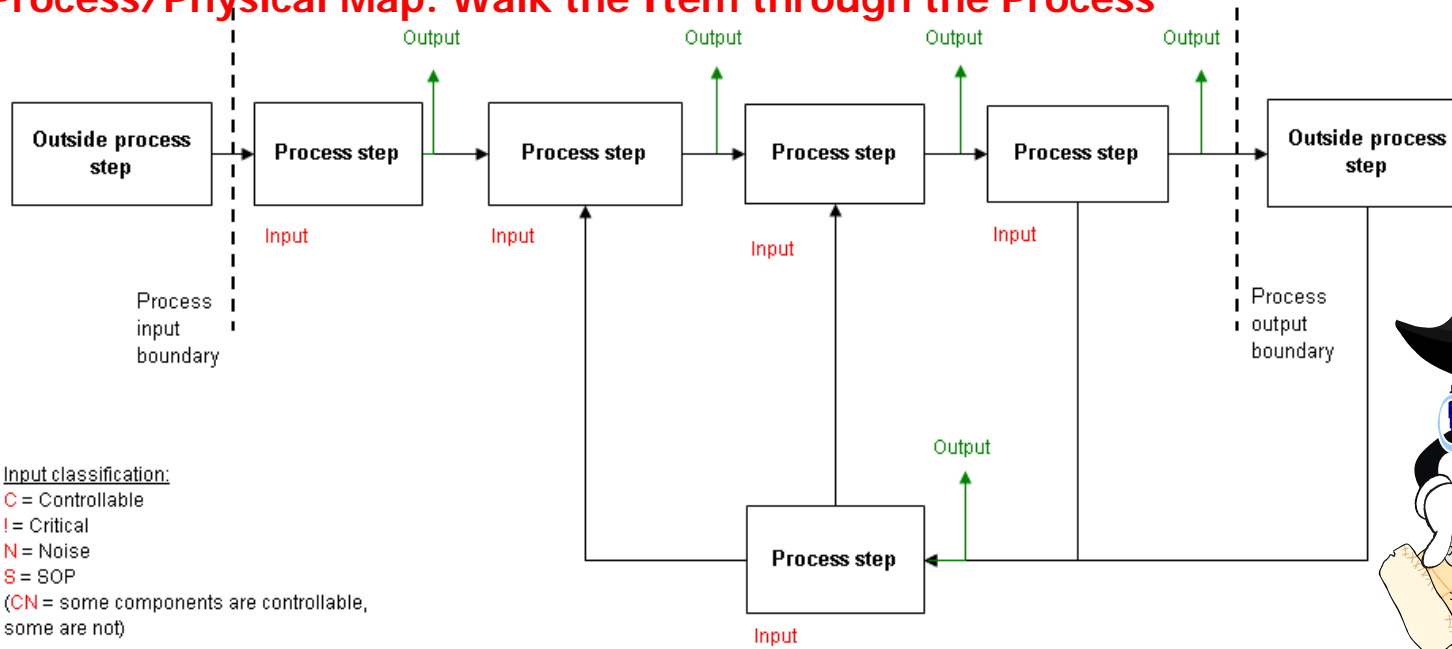 Process/Physical Map: Walk the Item through the Process
Output
Output
Output
Output
Outside process
step
Process step
Process step
Process step
Process step
Outside process
step
Input
Input
Input
Input
Process
input
boundary
Process
output
boundary
Output
Process step
Input
Input classification:
C = Controllable
! = Critical
N = Noise
S = SOP
(CN = some components are controllable,
some are not)